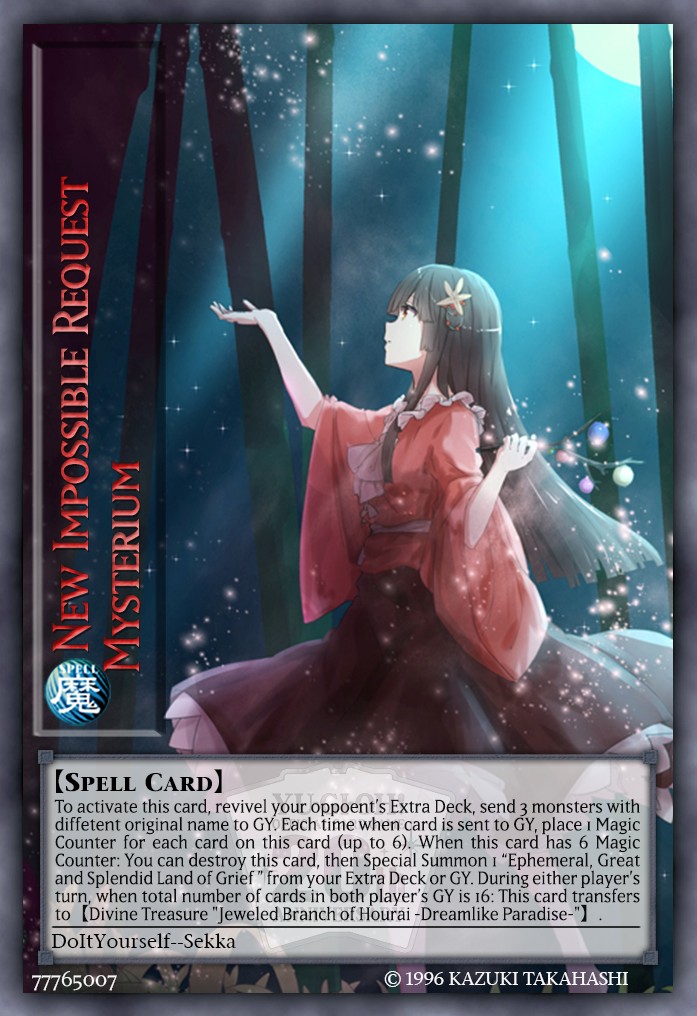 New Impossible Request
Mysterium
SPELL
魔
【Spell Card】
To activate this card, revivel your oppoent's Extra Deck, send 3 monsters with
diffetent original name to GY. Each time when card is sent to GY, place 1 Magic
Counter for each card on this card (up to 6). When this card has 6 Magic
Counter: You can destroy this card, then Special Summon 1 "Ephemeral, Great
and Splendid Land of Grief " from your Extra Deck or GY. During either player's
turn, when total number of cards in both player's GY is 16: This card transfers
to【Divine Treasure "Jeweled Branch of Hourai -Dreamlike Paradise-"】 .
DoItYourself--Sekka
77765007
© 1996 KAZUKI TAKAHASHI